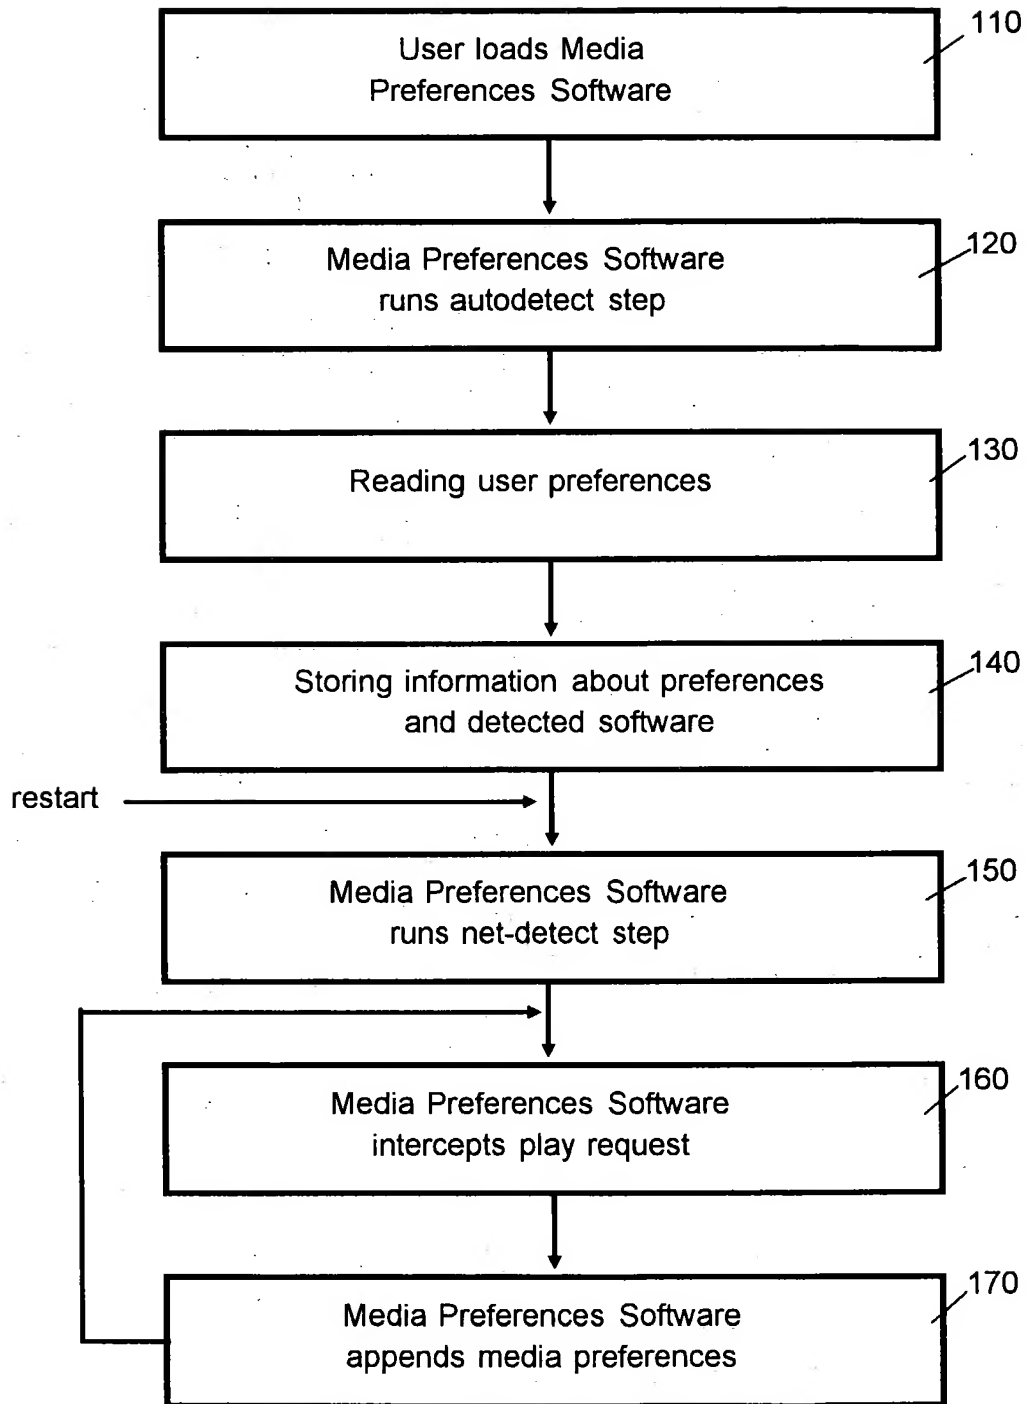 110
User loads Media
Preferences Software
120
Media Preferences Software
runs autodetect step
130
Reading user preferences
140
Storing information about preferences
and detected software
restart
150
Media Preferences Software
runs net-detect step
160
Media Preferences Software
intercepts play request
170
Media Preferences Software
appends media preferences